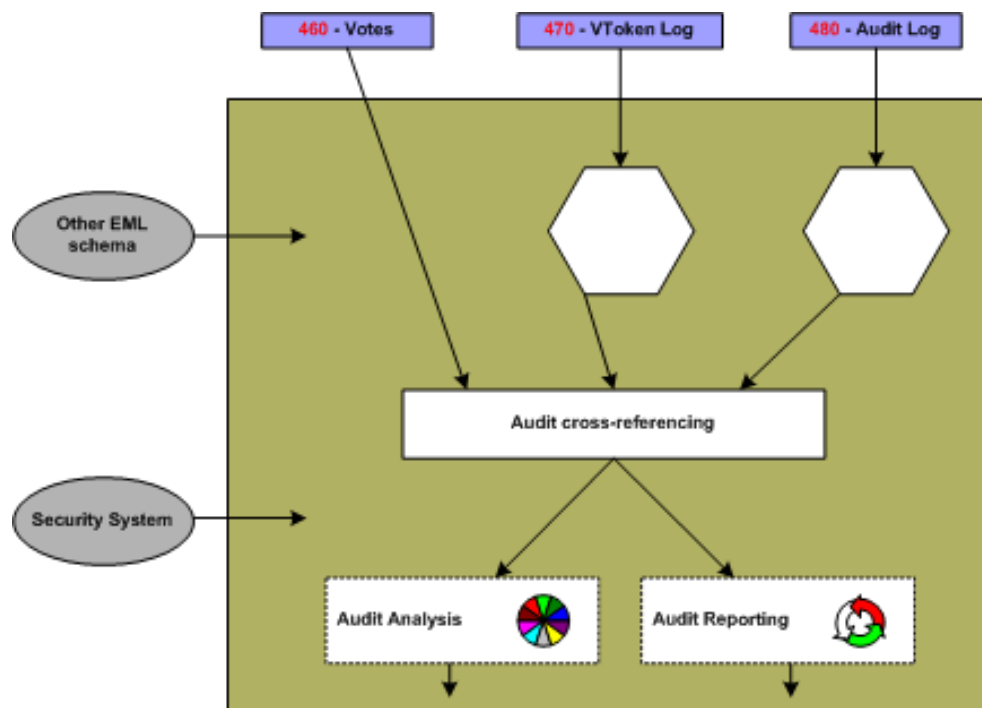 460 - Votes
470 - VToken Log
480 - Audit Log
Other EML
schema
Audit cross-referencing
Security System
Audit Analysis
Audit Reporting